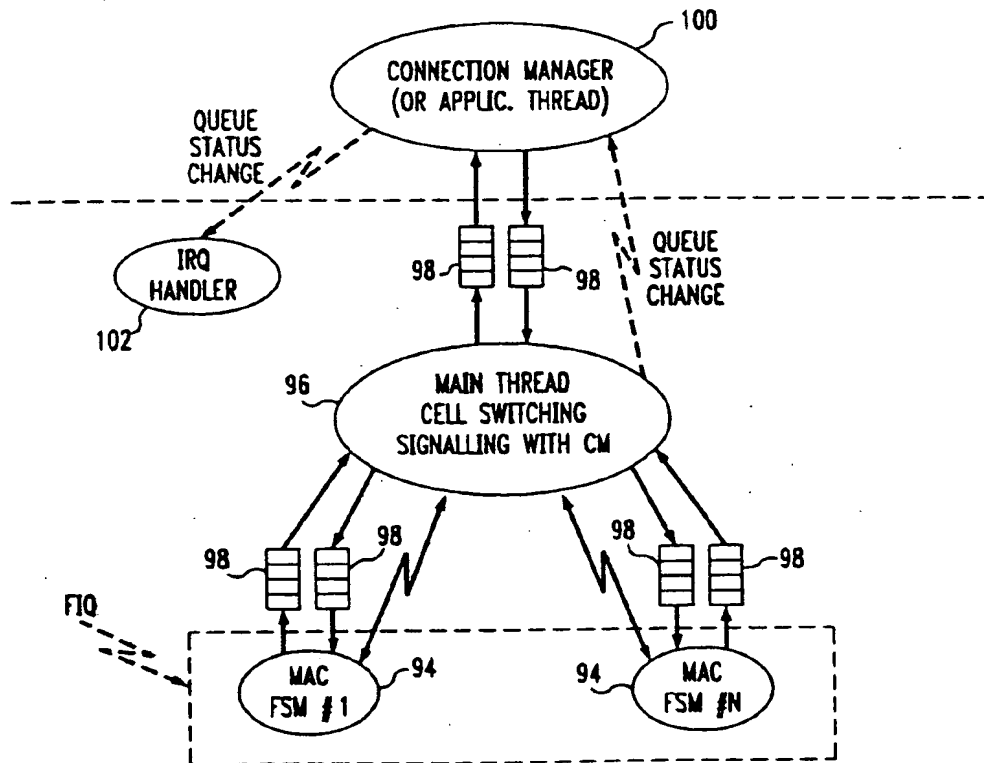 100
CONNECTION MANAGER
(OR APPLIC. THREAD)
QUEUE
STATUS
CHANGE
IRQ
HANDLER
102
98
98
QUEUE
STATUS
CHANGE
96
MAIN THREAD
CELL SWITCHING
SIGNALLING WITH CM
98
98
98
98
FIQ
MAC
FSM #1
94
94
MAC
FSM #N